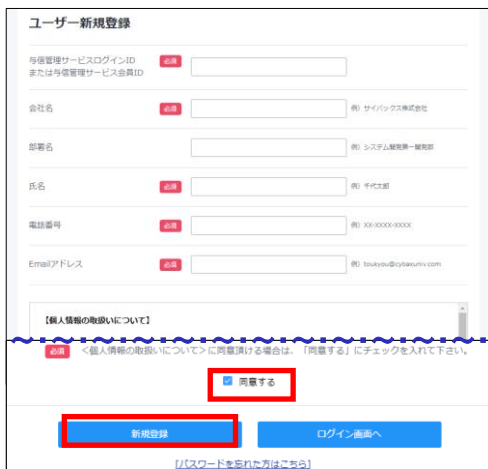 ユーザー新規登録
与信管理サービスログインID
または与信管理サービス会員ID
必須
会社名 必須 例) サイバックス株式会社
部署名 例) システム開発第一開発部
氏名 必須 例) 千代太郎
電話番号 必須 例) XX-XXXX-XXXX
Emailアドレス 必須 例) toukyou@cybaxuniv.com
【個人情報の取扱いについて】
必須 <個人情報の取扱いについて>に同意頂ける場合は、「同意する」にチェックを入れて下さい。
同意する
新規登録 ログイン画面へ
[パスワードを忘れた方はこちら]